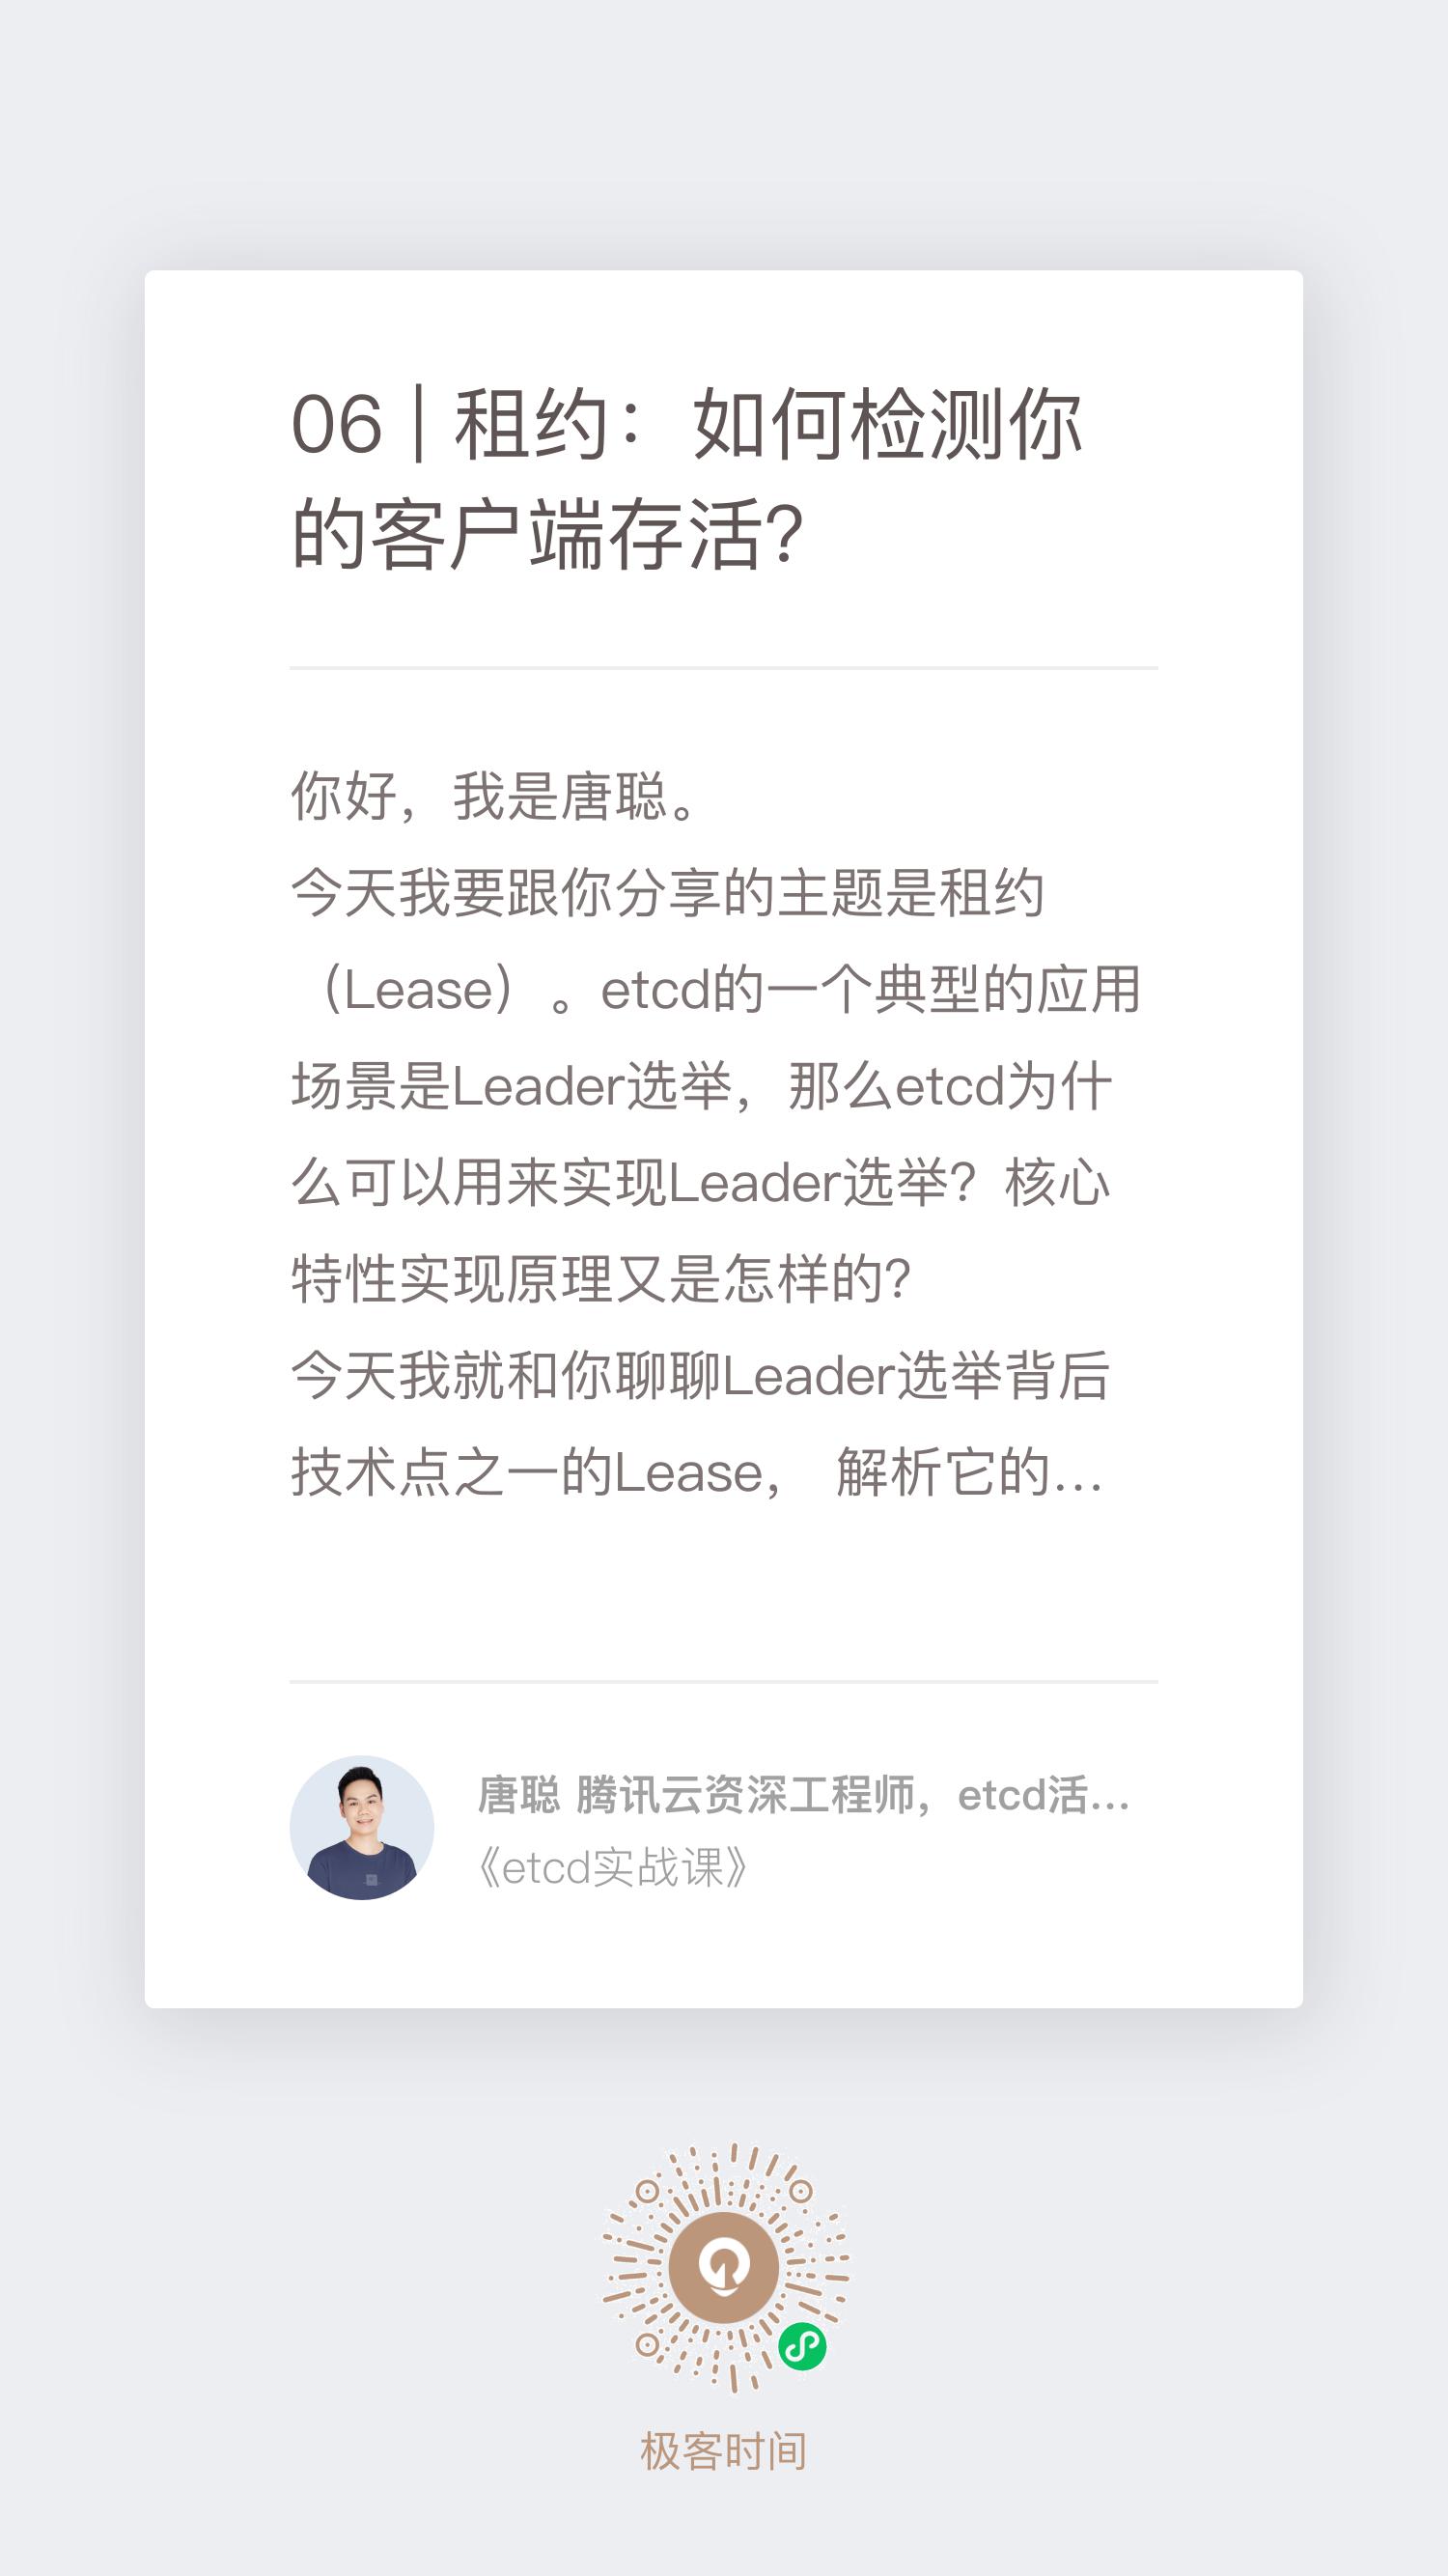 06 | 租约：如何检测你
的客户端存活？
你好，我是唐聪。
今天我要跟你分享的主题是租约
（Lease）。etcd的一个典型的应用
场景是Leader选举，那么etcd为什
么可以用来实现Leader选举？核心
特性实现原理又是怎样的？
今天我就和你聊聊Leader选举背后
技术点之一的Lease， 解析它的...
唐聪 腾讯云资深工程师，etcd活...
《etcd实战课》
极客时间